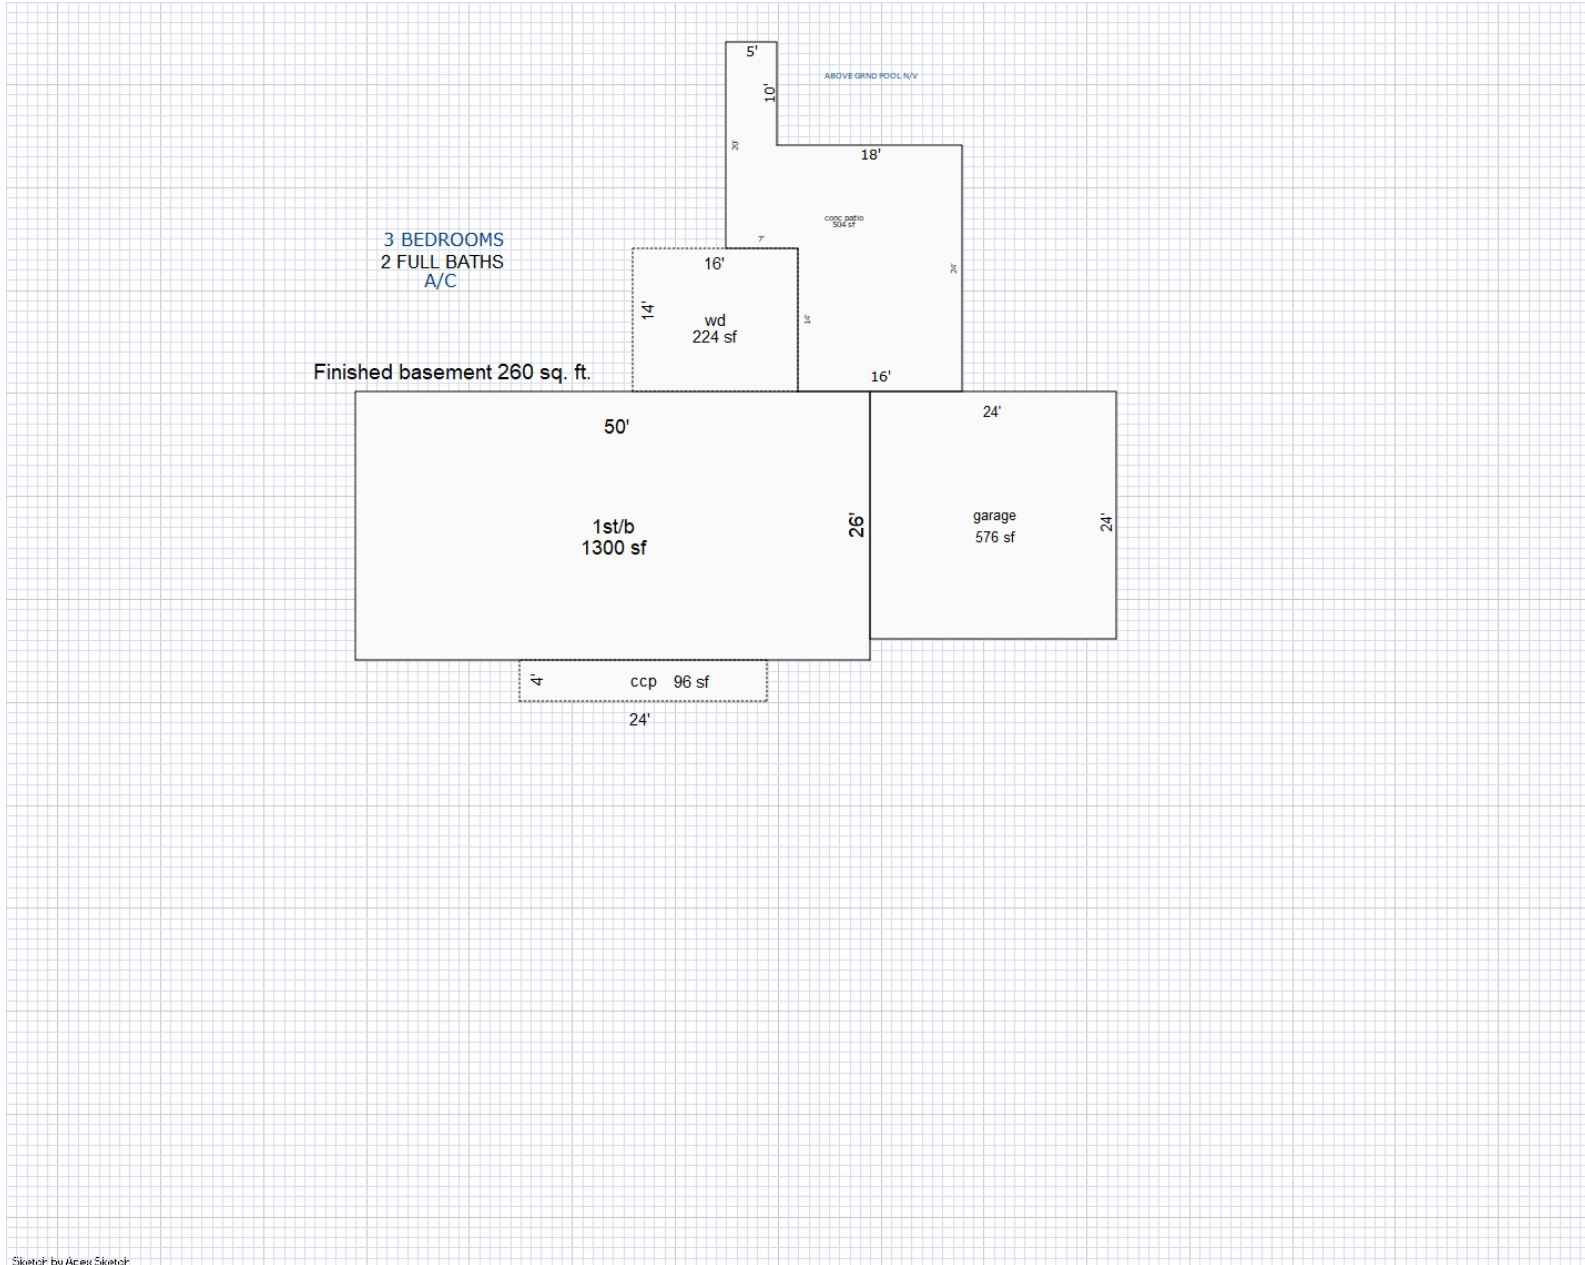 5'
ABOVE GRND POOL N/V
10'
20'
18'
conc patio
504 sf
7'
3 BEDROOMS
2 FULL BATHS
A/C
16'
24'
14'
wd
224 sf
14'
Finished basement 260 sq. ft.
16'
50'
24'
1st/b
1300 sf
26'
garage
576 sf
24'
4'
ccp 96 sf
24'
Sketch by Apex Sketch